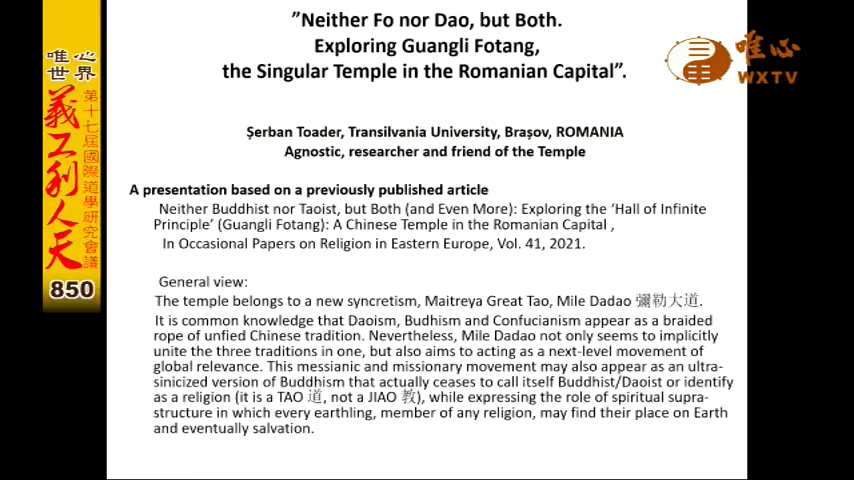 ”Neither Fo nor Dao, but Both.
Exploring Guangli Fotang,
the Singular Temple in the Romanian Capital”.
唯心
WXTV
唯心
世界
義工利人天
第十七屆國際道學研究會議
850
Șerban Toader, Transilvania University, Brașov, ROMANIA
Agnostic, researcher and friend of the Temple
A presentation based on a previously published article
Neither Buddhist nor Taoist, but Both (and Even More): Exploring the ‘Hall of Infinite
Principle’ (Guangli Fotang): A Chinese Temple in the Romanian Capital ,
In Occasional Papers on Religion in Eastern Europe, Vol. 41, 2021.
General view:
The temple belongs to a new syncretism, Maitreya Great Tao, Mile Dadao 彌勒大道.
It is common knowledge that Daoism, Budhism and Confucianism appear as a braided
rope of unfied Chinese tradition. Nevertheless, Mile Dadao not only seems to implicitly
unite the three traditions in one, but also aims to acting as a next-level movement of
global relevance. This messianic and missionary movement may also appear as an ultra-
sinicized version of Buddhism that actually ceases to call itself Buddhist/Daoist or identify
as a religion (it is a TAO 道, not a JIAO 教), while expressing the role of spiritual supra-
structure in which every earthling, member of any religion, may find their place on Earth
and eventually salvation.